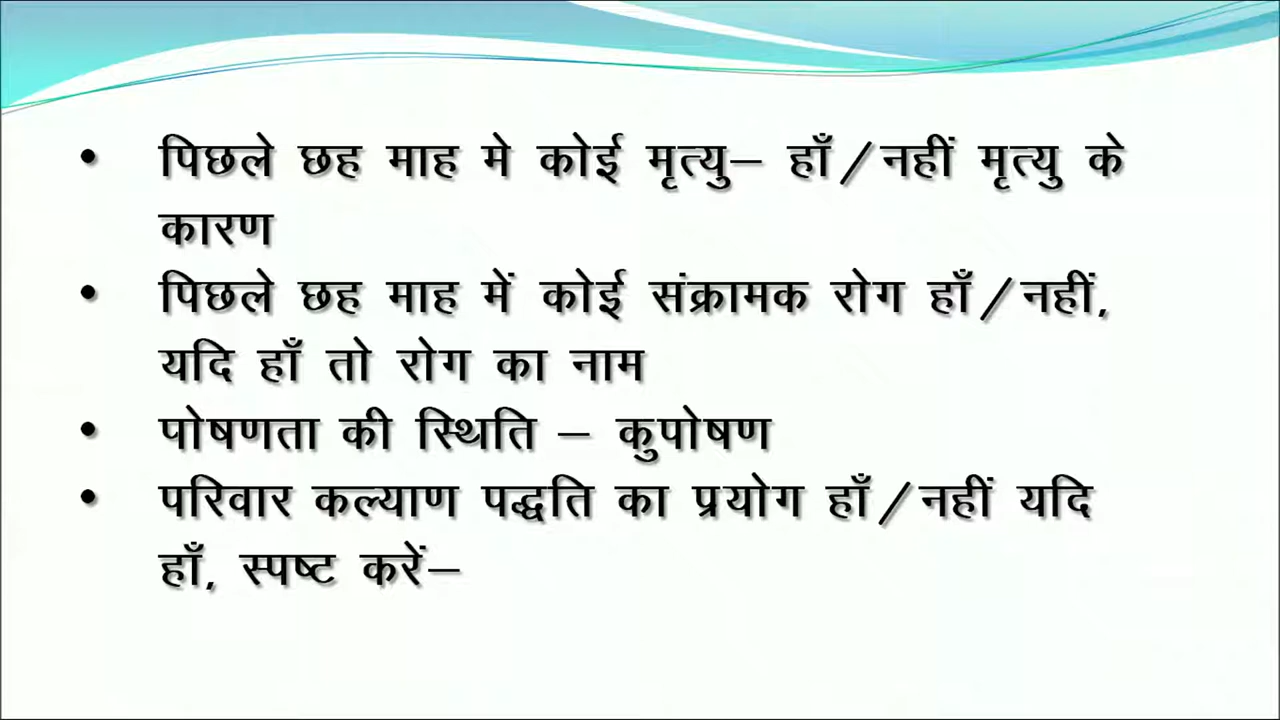 • पिछले छह माह मे कोई मृत्यु– हाँ/नहीं मृत्यु के
कारण
• पिछले छह माह में कोई संक्रामक रोग हाँ/नहीं,
यदि हाँ तो रोग का नाम
• पोषणता की स्थिति – कुपोषण
• परिवार कल्याण पद्धति का प्रयोग हाँ/नहीं यदि
हाँ, स्पष्ट करें–